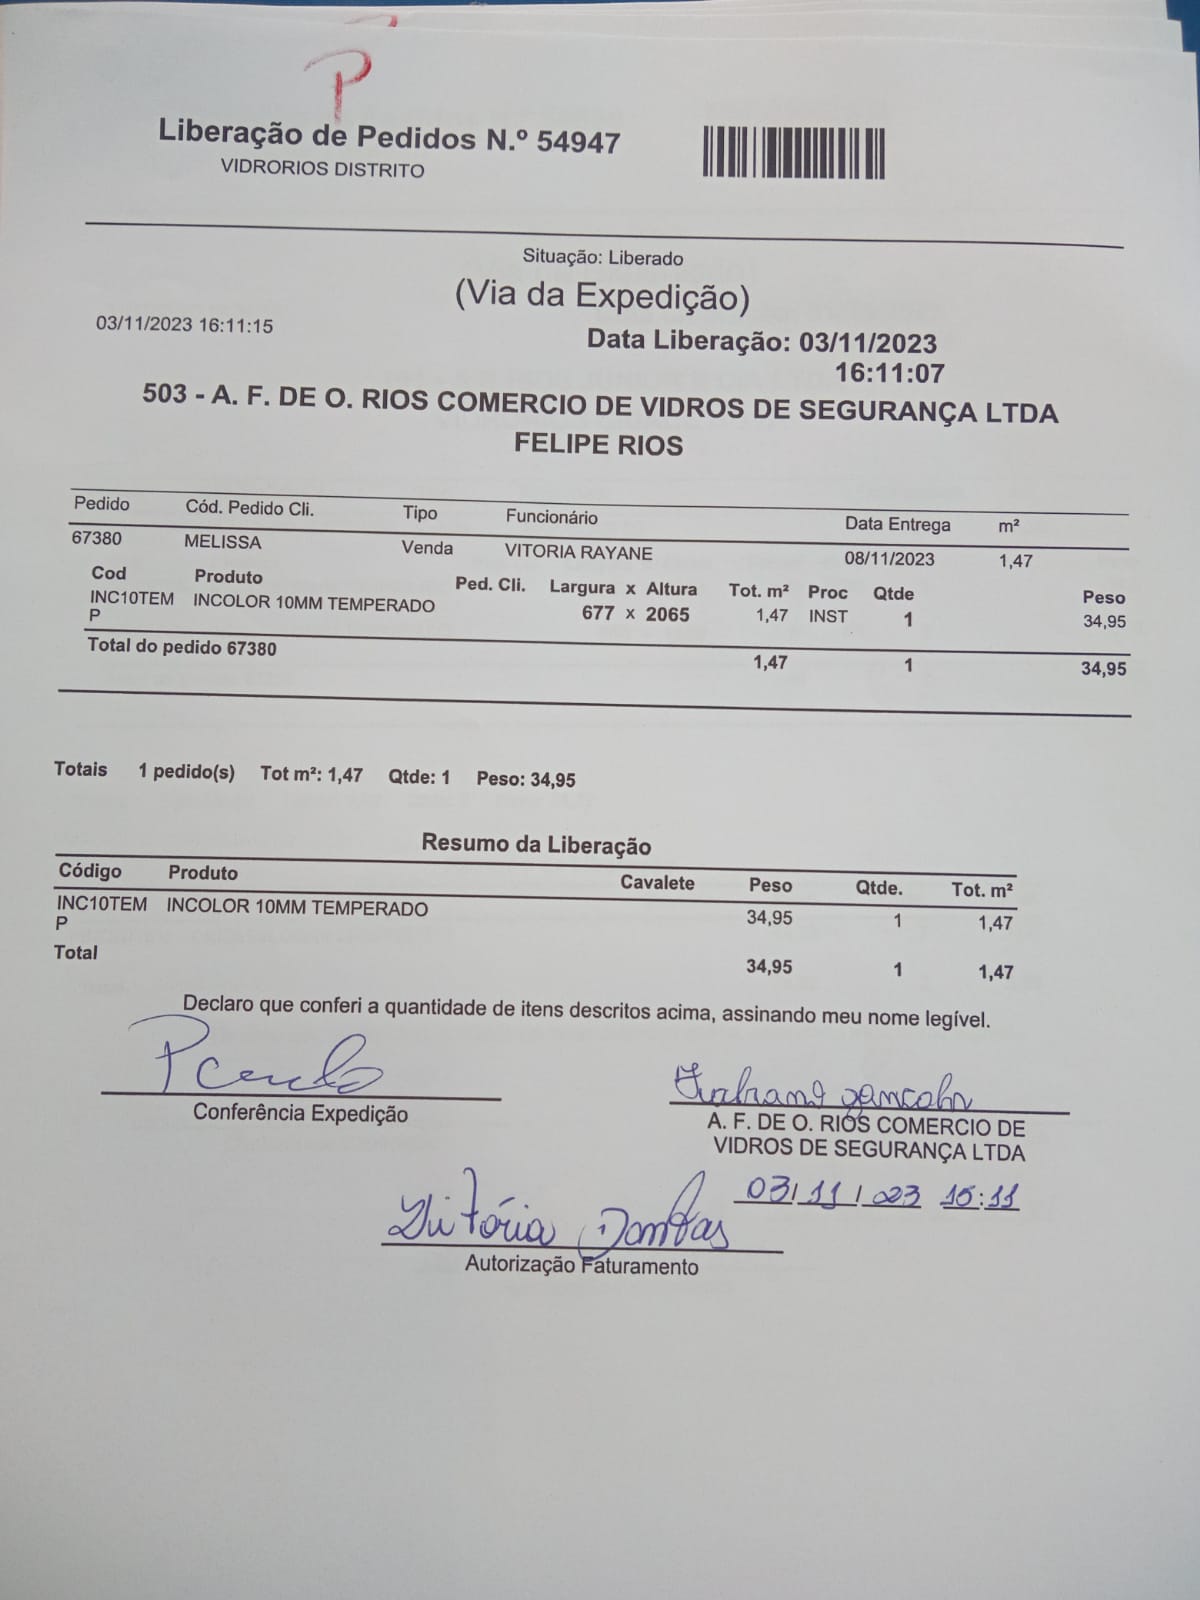 P
Liberação de Pedidos N.º 54947
VIDRORIOS DISTRITO
Situação: Liberado
(Via da Expedição)
03/11/2023 16:11:15
Data Liberação: 03/11/2023
16:11:07
503 - A. F. DE O. RIOS COMERCIO DE VIDROS DE SEGURANÇA LTDA
FELIPE RIOS
Pedido Cód. Pedido Cli. Tipo Funcionário Data Entrega m²
67380 MELISSA Venda VITORIA RAYANE 08/11/2023 1,47
Cod Produto Ped. Cli. Largura x Altura Tot. m² Proc Qtde Peso
INC10TEM INCOLOR 10MM TEMPERADO 677 x 2065 1,47 INST 1 34,95
P
Total do pedido 67380 1,47 1 34,95
Totais 1 pedido(s) Tot m²: 1,47 Qtde: 1 Peso: 34,95
Resumo da Liberação
Código Produto Cavalete Peso Qtde. Tot. m²
INC10TEM INCOLOR 10MM TEMPERADO 34,95 1 1,47
P
Total 34,95 1 1,47
Declaro que conferi a quantidade de itens descritos acima, assinando meu nome legível.
Conferência Expedição
A. F. DE O. RIOS COMERCIO DE
VIDROS DE SEGURANÇA LTDA
03/11/23 15:11
Vitória Dantas
Autorização Faturamento